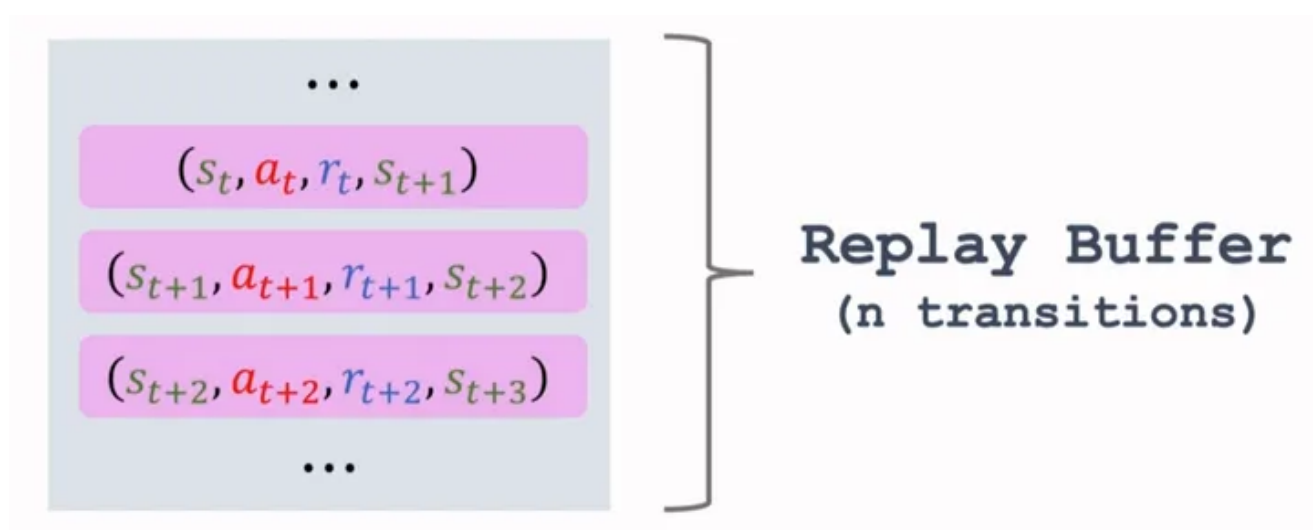 ...
(s_t, a_t, r_t, s_{t+1})
(s_{t+1}, a_{t+1}, r_{t+1}, s_{t+2})
(s_{t+2}, a_{t+2}, r_{t+2}, s_{t+3})
...
Replay Buffer
(n transitions)